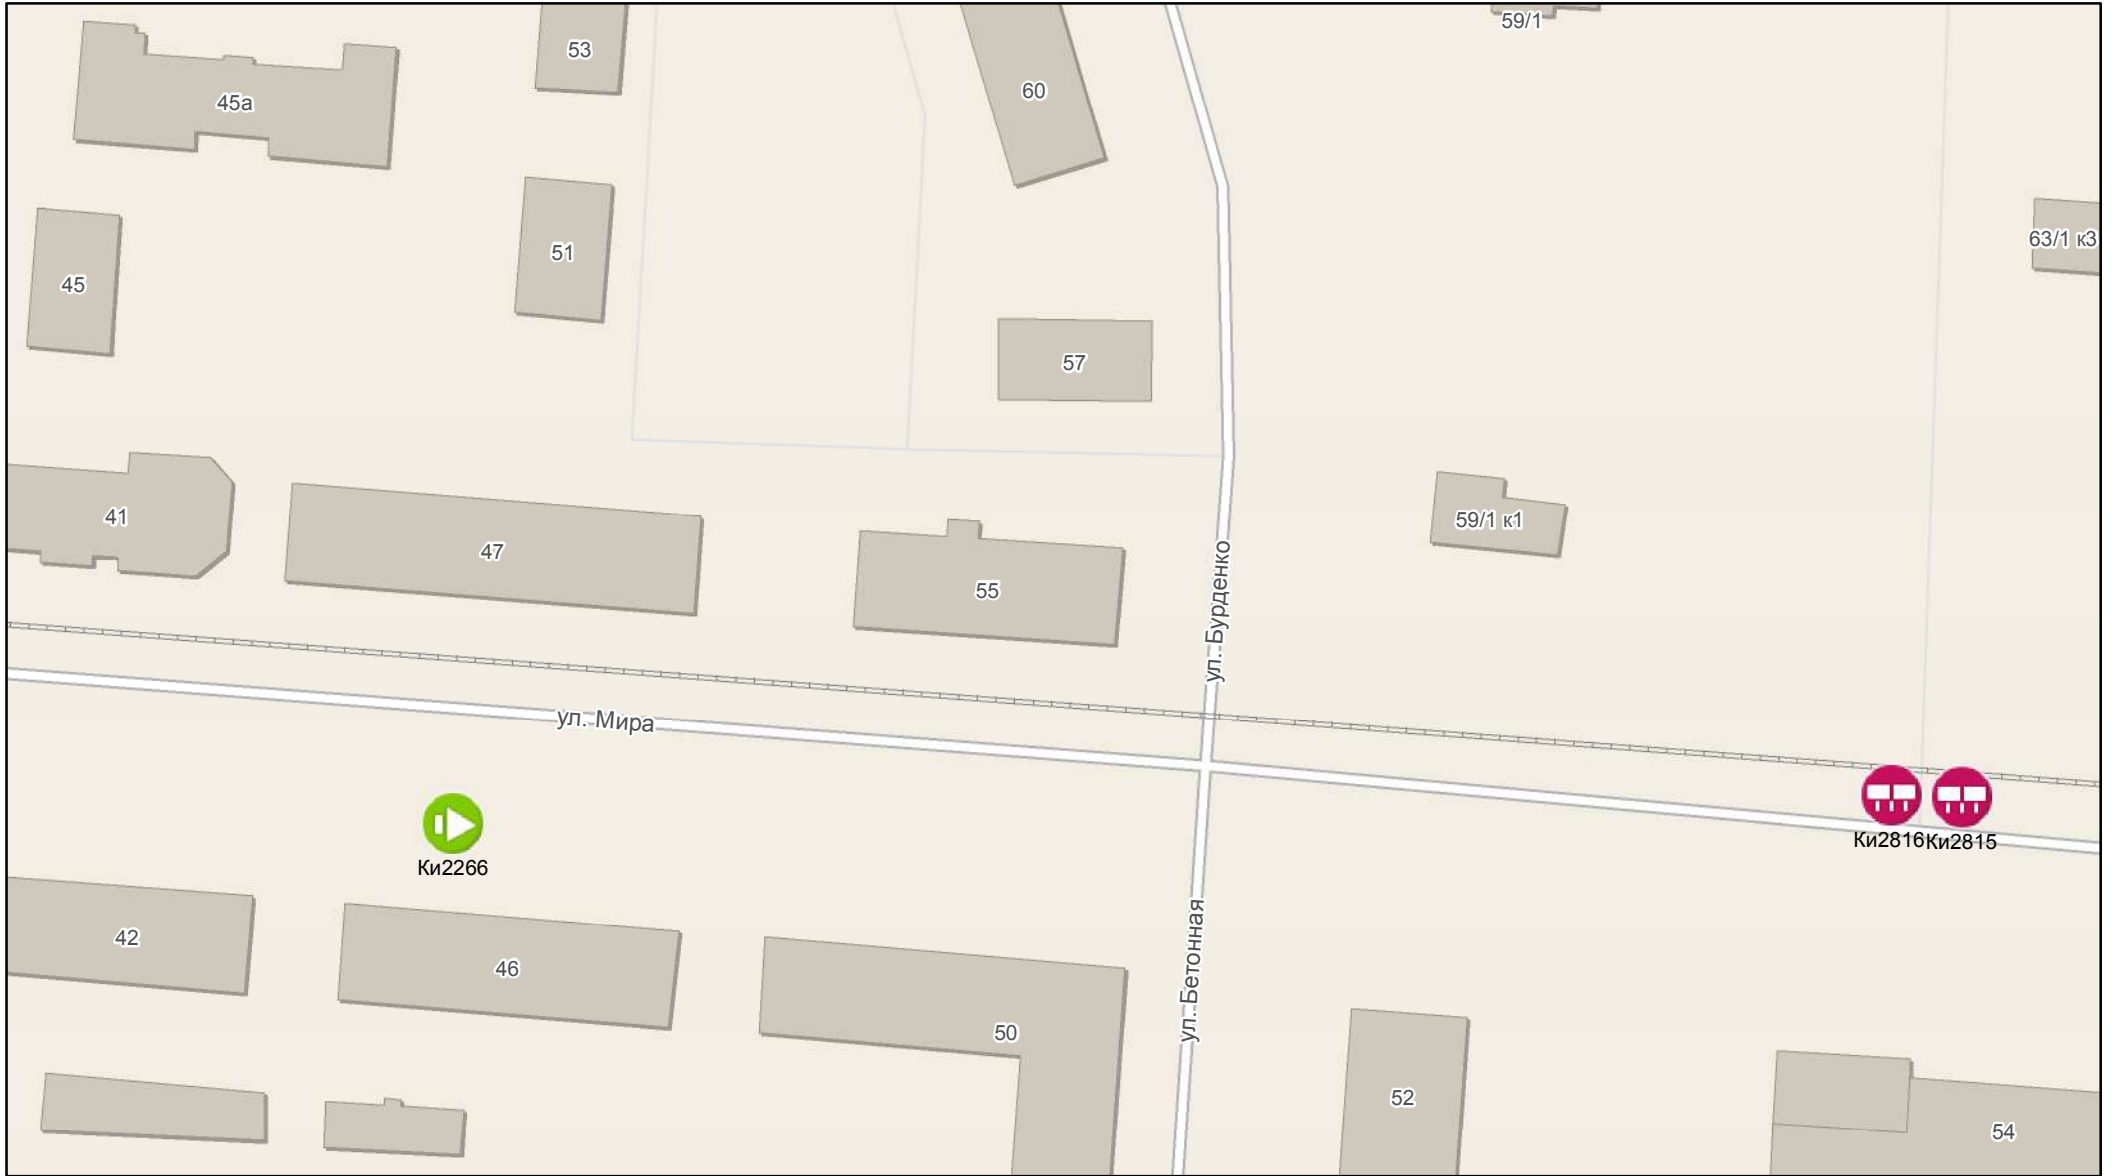 59/1
53
60
45а
63/1 к3
51
45
57
41
59/1 к1
47
55
ул. Бурденко
ул. Мира
Ки2816
Ки2815
Ки2266
42
46
ул. Бетонная
50
52
54